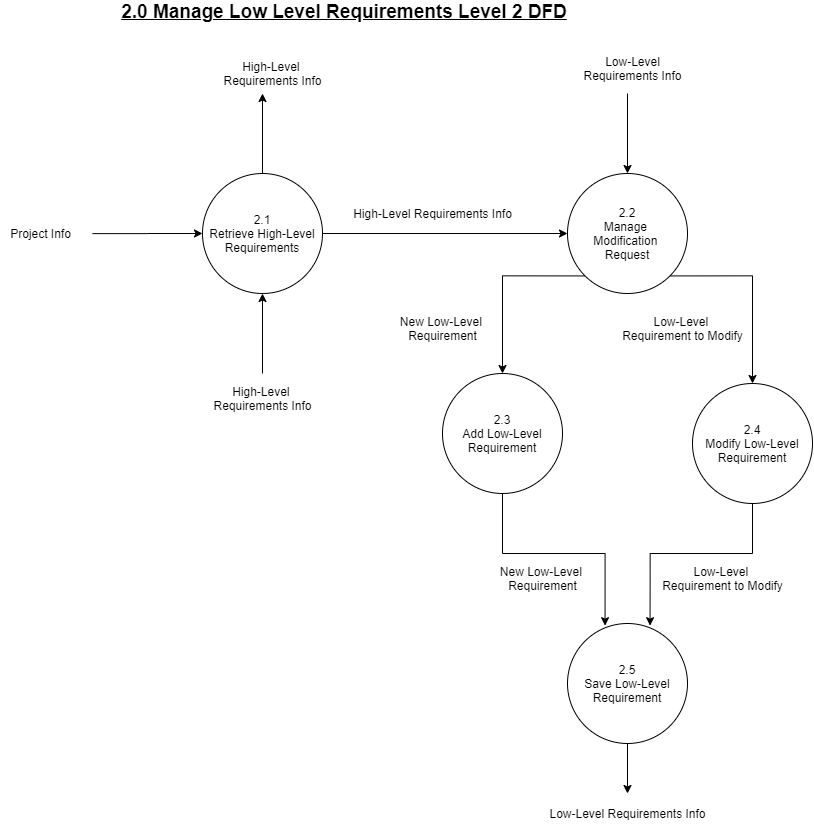 2.0 Manage Low Level Requirements Level 2 DFD
High-Level
Requirements Info
Low-Level
Requirements Info
Project Info
2.1
Retrieve High-Level
Requirements
High-Level Requirements Info
2.2
Manage
Modification
Request
High-Level
Requirements Info
New Low-Level
Requirement
Low-Level
Requirement to Modify
2.3
Add Low-Level
Requirement
2.4
Modify Low-Level
Requirement
New Low-Level
Requirement
Low-Level
Requirement to Modify
2.5
Save Low-Level
Requirement
Low-Level Requirements Info